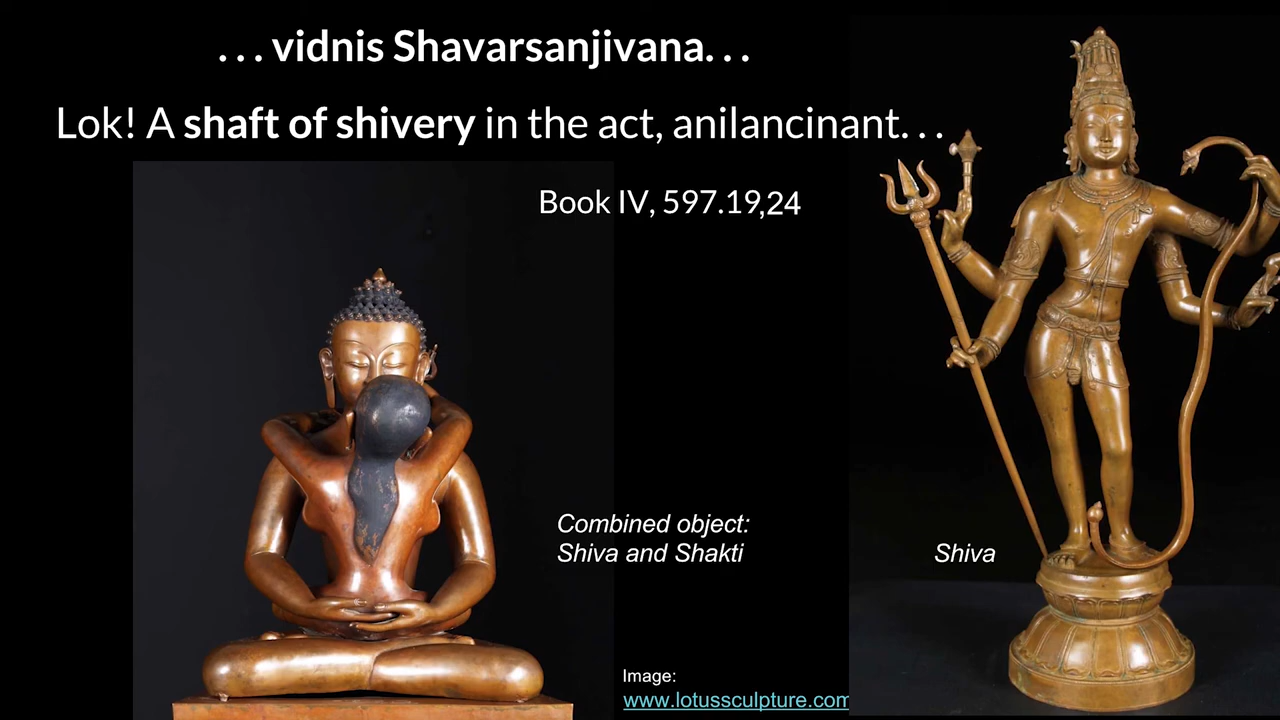 . . . vidnis Shavarsanjivana. . .
Lok! A shaft of shivery in the act, anilancinant. . .
Book IV, 597.19,24
Combined object:
Shiva and Shakti
Shiva
Image:
www.lotussculpture.com